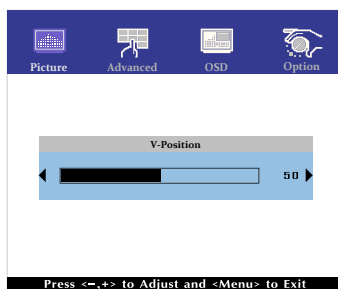 Picture Advanced OSD Option
V-Position
50
Press <-,+> to Adjust and <Menu> to Exit